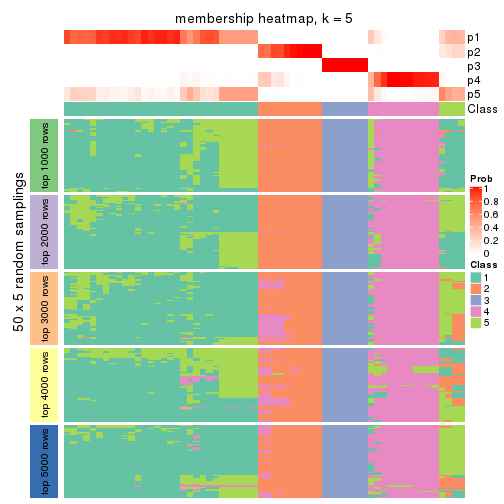 membership heatmap, k = 5
p1
p2
p3
p4
p5
Class
50 x 5 random samplings
top 1000 rows
top 2000 rows
top 3000 rows
top 4000 rows
top 5000 rows
Prob
1
0.8
0.6
0.4
0.2
0
Class
1
2
3
4
5